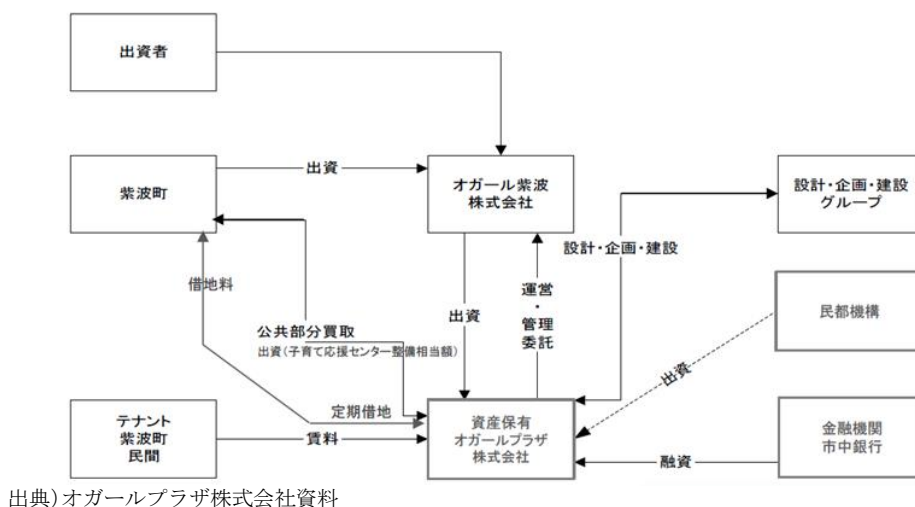 出資者
紫波町
出資
オガール紫波
株式会社
設計・企画・建設
グループ
設計・企画・建設
借地料
出資
運営
・
管理
委託
民都機構
公共部分買取
出資(子育て応援センター整備相当額)
出資
定期借地
テナント
紫波町
民間
賃料
資産保有
オガールプラザ
株式会社
融資
金融機関
市中銀行
出典)オガールプラザ株式会社資料